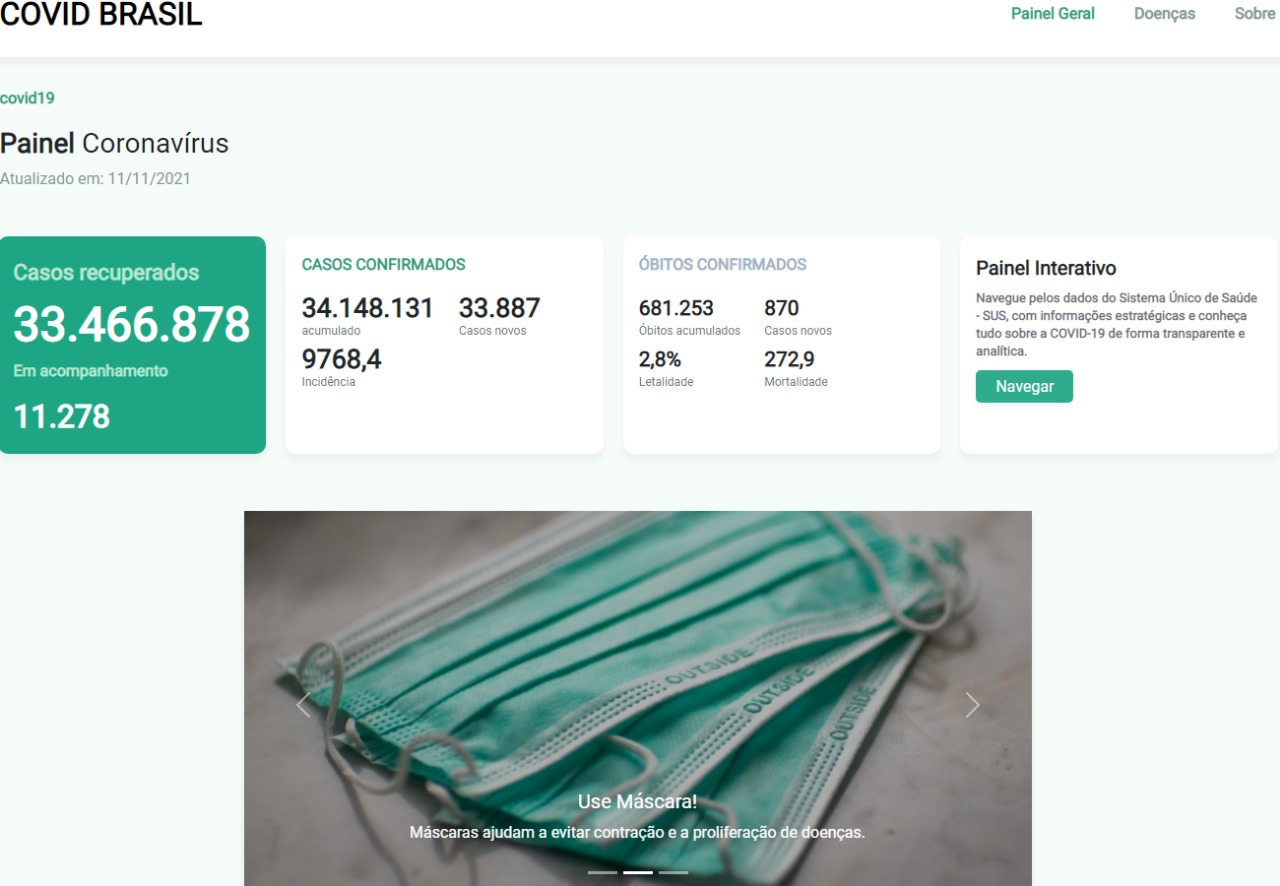 COVID BRASIL
Painel Geral
Doenças
Sobre
covid19
Painel Coronavírus
Atualizado em: 11/11/2021
Casos recuperados
33.466.878
Em acompanhamento
11.278
CASOS CONFIRMADOS
34.148.131
acumulado
33.887
Casos novos
9768,4
Incidência
ÓBITOS CONFIRMADOS
681.253
Óbitos acumulados
870
Casos novos
2,8%
Letalidade
272,9
Mortalidade
Painel Interativo
Navegue pelos dados do Sistema Único de Saúde
- SUS, com informações estratégicas e conheça
tudo sobre a COVID-19 de forma transparente e
analítica.
Navegar
OUTSIDE
OUTSIDE
OUTSIDE
Use Máscara!
Máscaras ajudam a evitar contração e a proliferação de doenças.